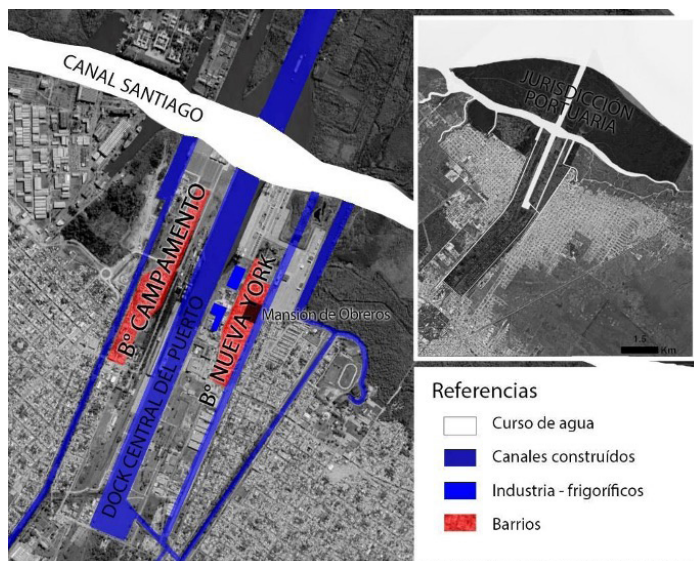 CANAL SANTIAGO
Bº CAMPAMENTO
DOCK CENTRAL DEL PUERTO
Bº NUEVA YORK
Mansión de Obreros
JURISDICCIÓN
PORTUARIA
1.5
Km
Referencias
Curso de agua
Canales construídos
Industria - frigoríficos
Barrios